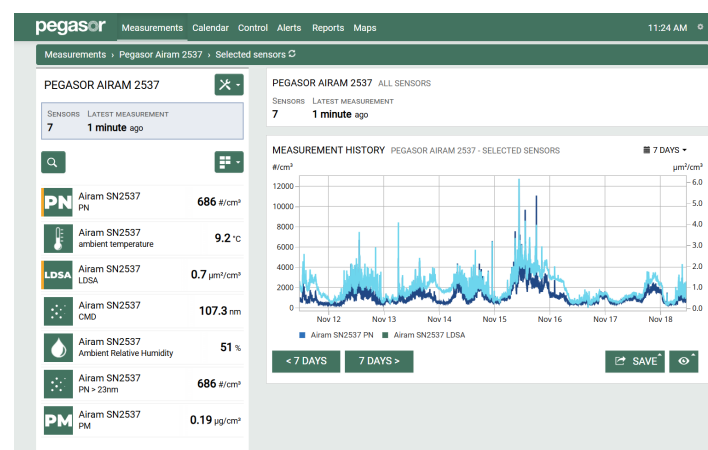 pegasor Measurements Calendar Control Alerts Reports Maps 11:24 AM
Measurements › Pegasor Airam 2537 › Selected sensors
PEGASOR AIRAM 2537
SENSORS LATEST MEASUREMENT
7 1 minute ago
PN Airam SN2537
PN
686 #/cm³
Airam SN2537
ambient temperature
9.2 °C
LDSA Airam SN2537
LDSA
0.7 μm²/cm³
Airam SN2537
CMD
107.3 nm
Airam SN2537
Ambient Relative Humidity
51 %
Airam SN2537
PN > 23nm
686 #/cm³
PM Airam SN2537
PM
0.19 μg/cm³
PEGASOR AIRAM 2537 ALL SENSORS
SENSORS LATEST MEASUREMENT
7 1 minute ago
MEASUREMENT HISTORY PEGASOR AIRAM 2537 - SELECTED SENSORS 7 DAYS
#/cm³ μm²/cm³
12000 6.0
10000 5.0
8000 4.0
6000 3.0
4000 2.0
2000 1.0
0 0.0
Nov 12 Nov 13 Nov 14 Nov 15 Nov 16 Nov 17 Nov 18
Airam SN2537 PN Airam SN2537 LDSA
< 7 DAYS 7 DAYS > SAVE